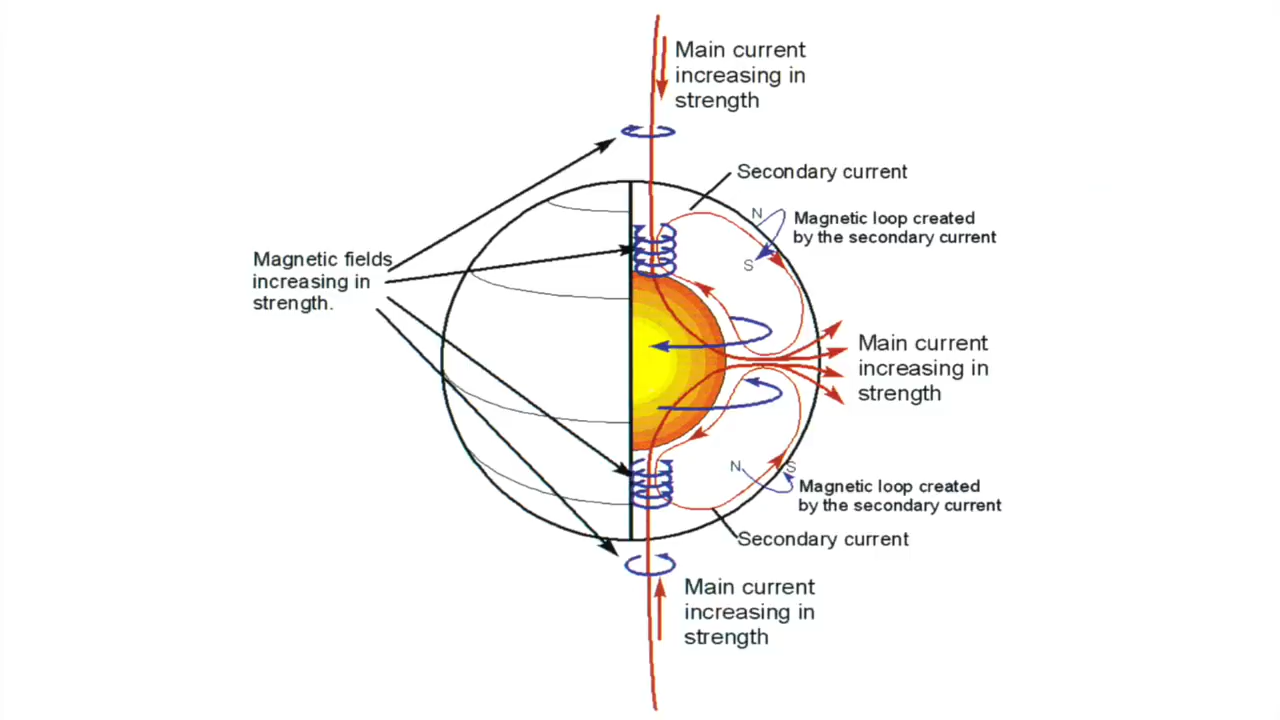 Main current
increasing in
strength
Secondary current
N
Magnetic loop created
by the secondary current
S
Magnetic fields
increasing in
strength.
Main current
increasing in
strength
N
S
Magnetic loop created
by the secondary current
Secondary current
Main current
increasing in
strength